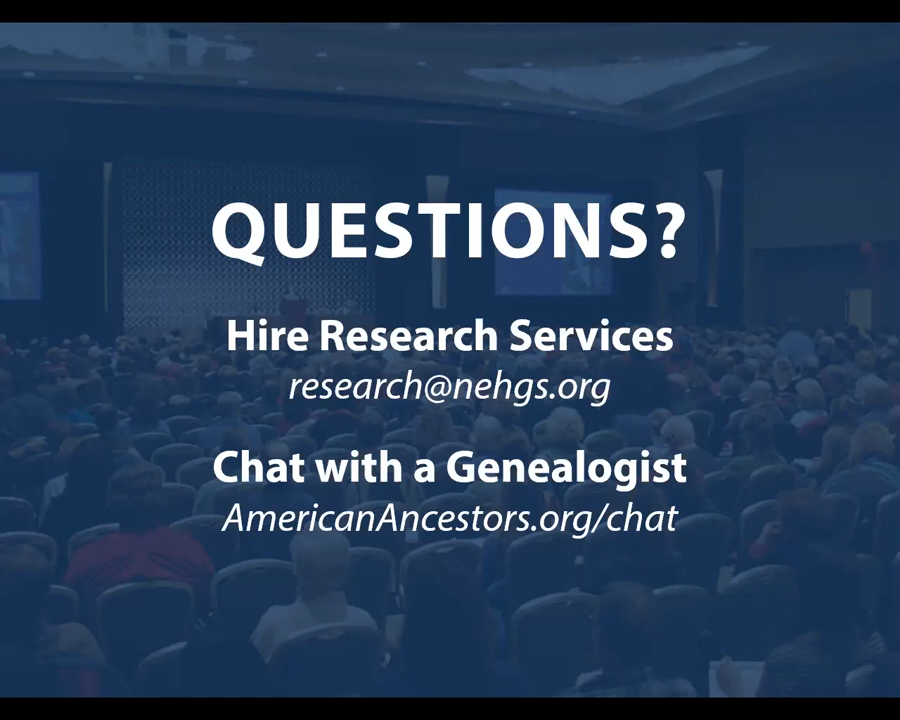 QUESTIONS?
Hire Research Services
research@nehgs.org
Chat with a Genealogist
AmericanAncestors.org/chat